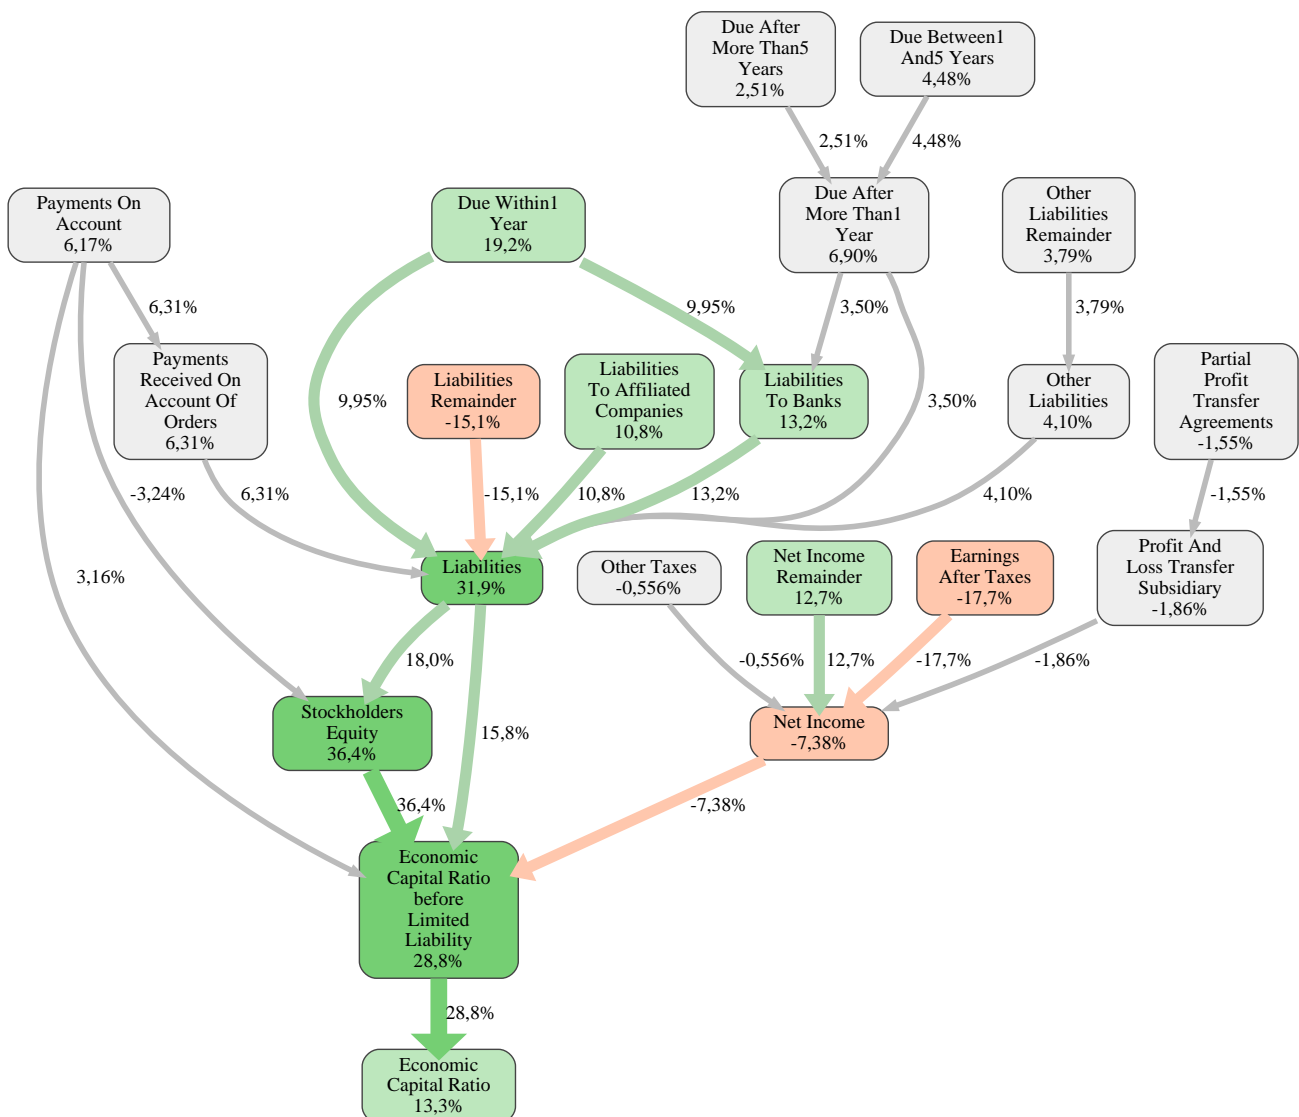 Due After
More Than5
Years
2,51%
Due Between1
And5 Years
4,48%
2,51%
4,48%
Payments On
Account
6,17%
Due Within1
Year
19,2%
Due After
More Than1
Year
6,90%
Other
Liabilities
Remainder
3,79%
6,31%
9,95%
3,50%
3,79%
Payments
Received On
Account Of
Orders
6,31%
9,95%
Liabilities
Remainder
-15,1%
Liabilities
To Affiliated
Companies
10,8%
Liabilities
To Banks
13,2%
3,50%
Other
Liabilities
4,10%
Partial
Profit
Transfer
Agreements
-1,55%
-3,24%
6,31%
-15,1%
10,8%
13,2%
4,10%
-1,55%
3,16%
Liabilities
31,9%
Other Taxes
-0,556%
Net Income
Remainder
12,7%
Earnings
After Taxes
-17,7%
Profit And
Loss Transfer
Subsidiary
-1,86%
18,0%
-0,556%
12,7%
-17,7%
-1,86%
Stockholders
Equity
36,4%
15,8%
Net Income
-7,38%
36,4%
-7,38%
Economic
Capital Ratio
before
Limited
Liability
28,8%
28,8%
Economic
Capital Ratio
13,3%